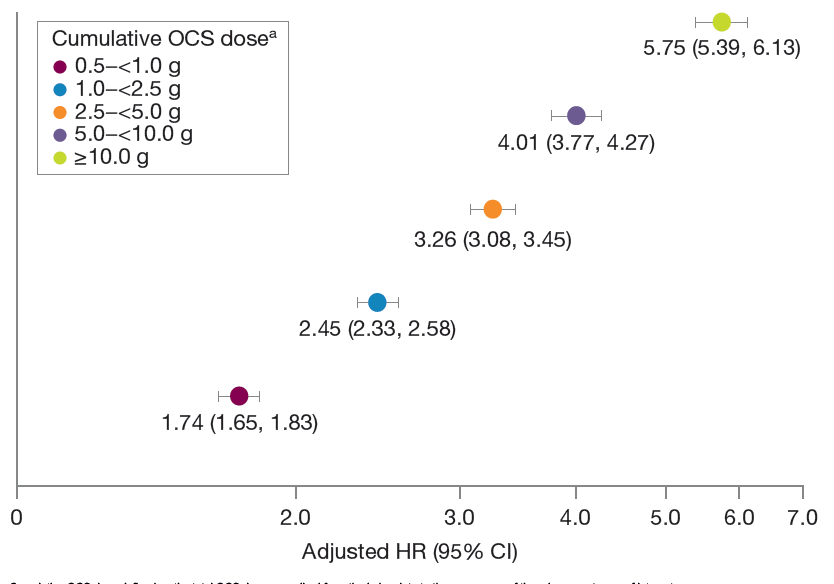 Cumulative OCS doseª
0.5–<1.0 g
1.0–<2.5 g
2.5–<5.0 g
5.0–<10.0 g
≥10.0 g
5.75 (5.39, 6.13)
4.01 (3.77, 4.27)
3.26 (3.08, 3.45)
2.45 (2.33, 2.58)
1.74 (1.65, 1.83)
0 2.0 3.0 4.0 5.0 6.0 7.0
Adjusted HR (95% CI)